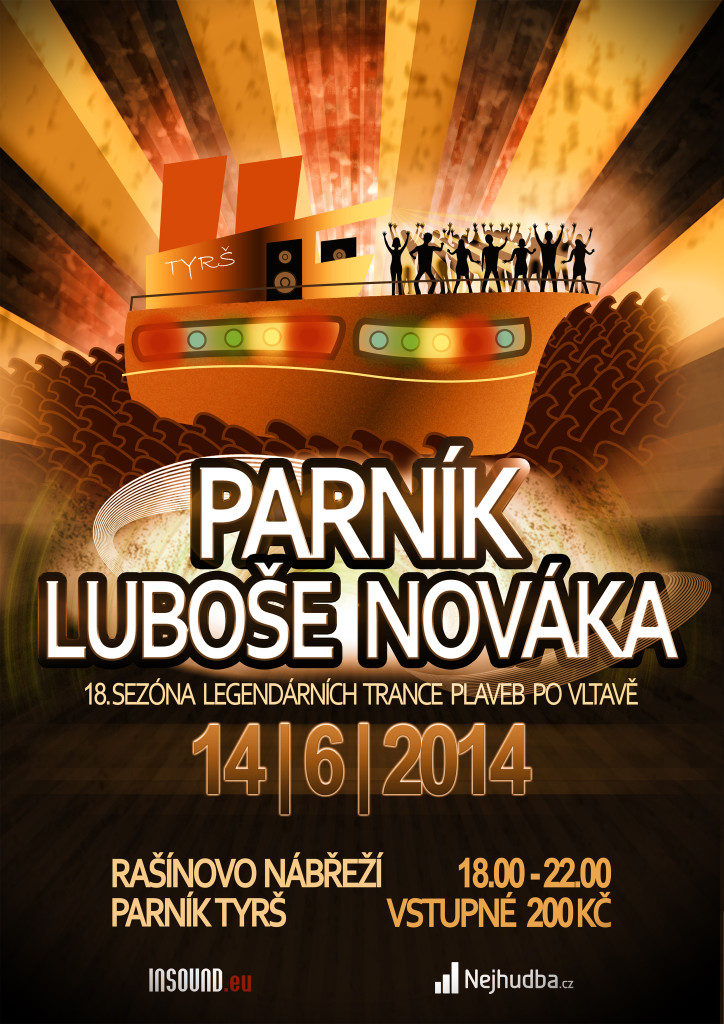 TYRŠ
PARNÍK
LUBOŠE NOVÁKA
18. SEZÓNA LEGENDÁRNÍCH TRANCE PLAVEB PO VLTAVĚ
14|6|2014
RAŠÍNOVO NÁBŘEŽÍ 18.00 - 22.00
PARNÍK TYRŠ VSTUPNÉ 200 KČ
INSOUND.eu Nejhudba.cz